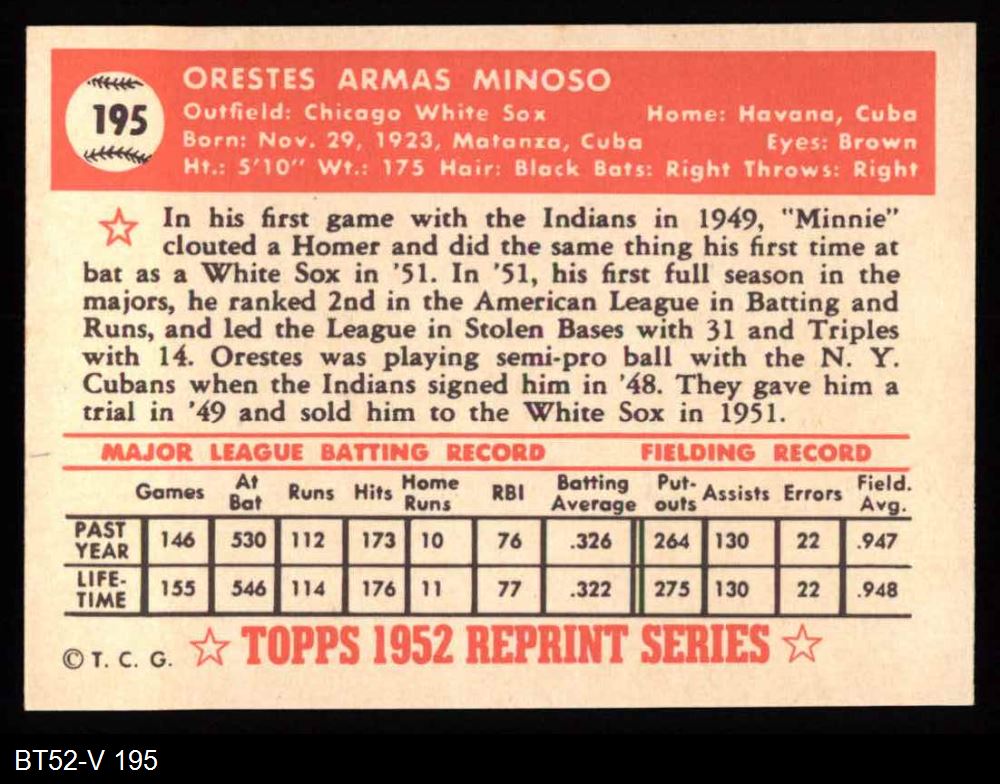 195
ORESTES ARMAS MINOSO
Outfield: Chicago White Sox Home: Havana, Cuba
Born: Nov. 29, 1923, Matanza, Cuba Eyes: Brown
Ht.: 5'10" Wt.: 175 Hair: Black Bats: Right Throws: Right
In his first game with the Indians in 1949, "Minnie"
clouted a Homer and did the same thing his first time at
bat as a White Sox in '51. In '51, his first full season in the
majors, he ranked 2nd in the American League in Batting and
Runs, and led the League in Stolen Bases with 31 and Triples
with 14. Orestes was playing semi-pro ball with the N. Y.
Cubans when the Indians signed him in '48. They gave him a
trial in '49 and sold him to the White Sox in 1951.
MAJOR LEAGUE BATTING RECORD FIELDING RECORD
Games At Bat Runs Hits Home Runs RBI Batting Average Put-outs Assists Errors Field. Avg.
PAST YEAR 146 530 112 173 10 76 .326 264 130 22 .947
LIFE-TIME 155 546 114 176 11 77 .322 275 130 22 .948
© T. C. G. TOPPS 1952 REPRINT SERIES
BT52-V 195